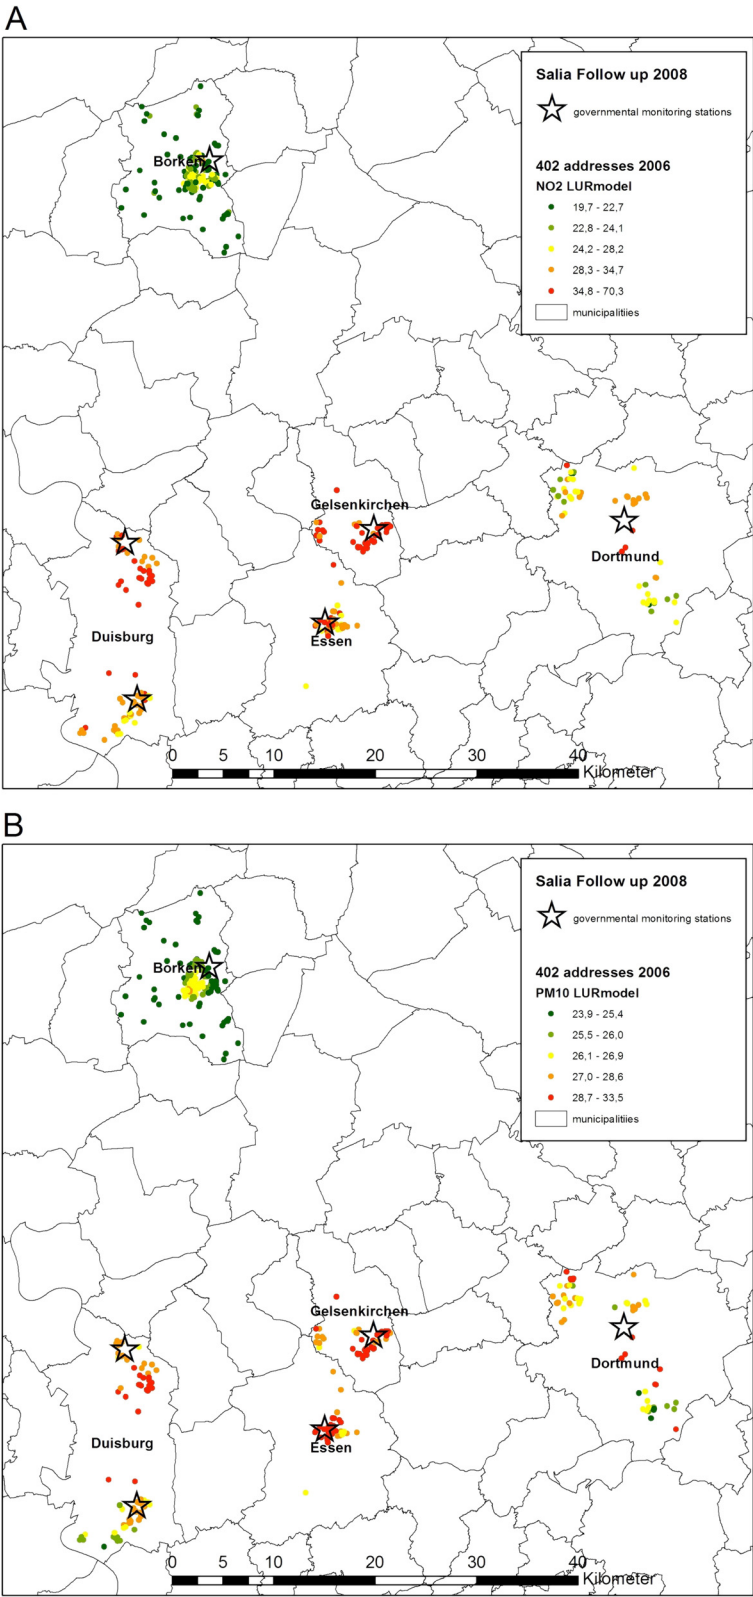 A
Salia Follow up 2008
governmental monitoring stations
402 addresses 2006
NO2 LURmodel
19,7 - 22,7
22,8 - 24,1
24,2 - 28,2
28,3 - 34,7
34,8 - 70,3
municipalitiies
Borken
Gelsenkirchen
Dortmund
Duisburg
Essen
0 5 10 20 30 40
Kilometer
B
Salia Follow up 2008
governmental monitoring stations
402 addresses 2006
PM10 LURmodel
23,9 - 25,4
25,5 - 26,0
26,1 - 26,9
27,0 - 28,6
28,7 - 33,5
municipalitiies
Borken
Gelsenkirchen
Dortmund
Duisburg
Essen
0 5 10 20 30 40
Kilometer